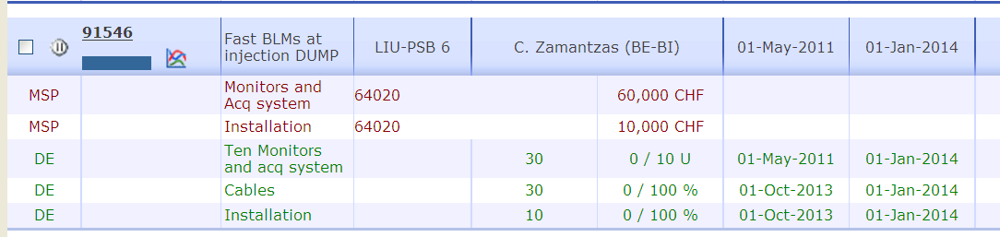 91546 Fast BLMs at injection DUMP LIU-PSB 6 C. Zamantzas (BE-BI) 01-May-2011 01-Jan-2014
MSP Monitors and Acq system 64020 60,000 CHF
MSP Installation 64020 10,000 CHF
DE Ten Monitors and acq system 30 0 / 10 U 01-May-2011 01-Jan-2014
DE Cables 30 0 / 100 % 01-Oct-2013 01-Jan-2014
DE Installation 10 0 / 100 % 01-Oct-2013 01-Jan-2014